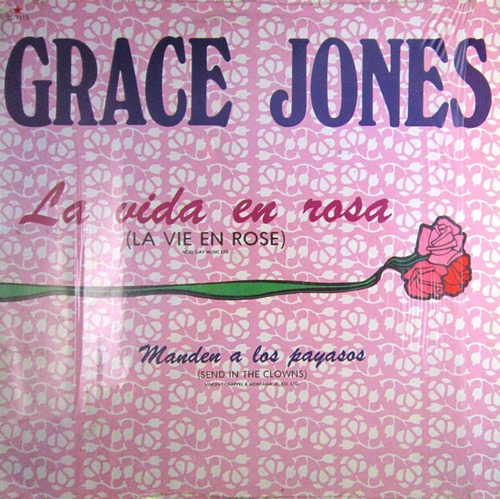 GRACE JONES
La vida en rosa
(LA VIE EN ROSE)
Manden a los payasos
(SEND IN THE CLOWNS)